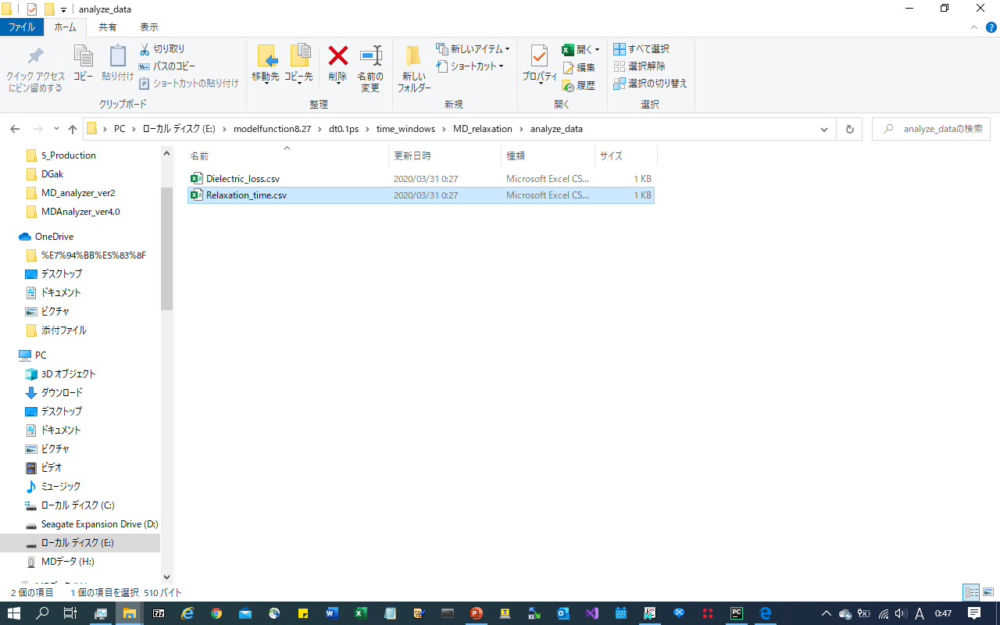 analyze_data
ファイル ホーム 共有 表示
クイック アクセス
にピン留めする
コピー
貼り付け
切り取り
パスのコピー
ショートカットの貼り付け
クリップボード
移動先
コピー先
削除
名前の
変更
整理
新しい
フォルダー
新しいアイテム
ショートカット
新規
プロパティ
開く
編集
履歴
開く
すべて選択
選択解除
選択の切り替え
選択
PC › ローカル ディスク (E:) › modelfunction8.27 › dt0.1ps › time_windows › MD_relaxation › analyze_data
analyze_dataの検索
5_Production
DGak
MD_analyzer_ver2
MDAnalyzer_ver4.0
OneDrive
%E7%94%BB%E5%83%8F
デスクトップ
ドキュメント
ピクチャ
添付ファイル
PC
3D オブジェクト
ダウンロード
デスクトップ
ドキュメント
ピクチャ
ビデオ
ミュージック
ローカル ディスク (C:)
Seagate Expansion Drive (D:)
ローカル ディスク (E:)
MDデータ (H:)
名前 更新日時 種類 サイズ
Dielectric_loss.csv 2020/03/31 0:27 Microsoft Excel CS... 1 KB
Relaxation_time.csv 2020/03/31 0:27 Microsoft Excel CS... 1 KB
2 個の項目 1 個の項目を選択 510 バイト
A 0:47